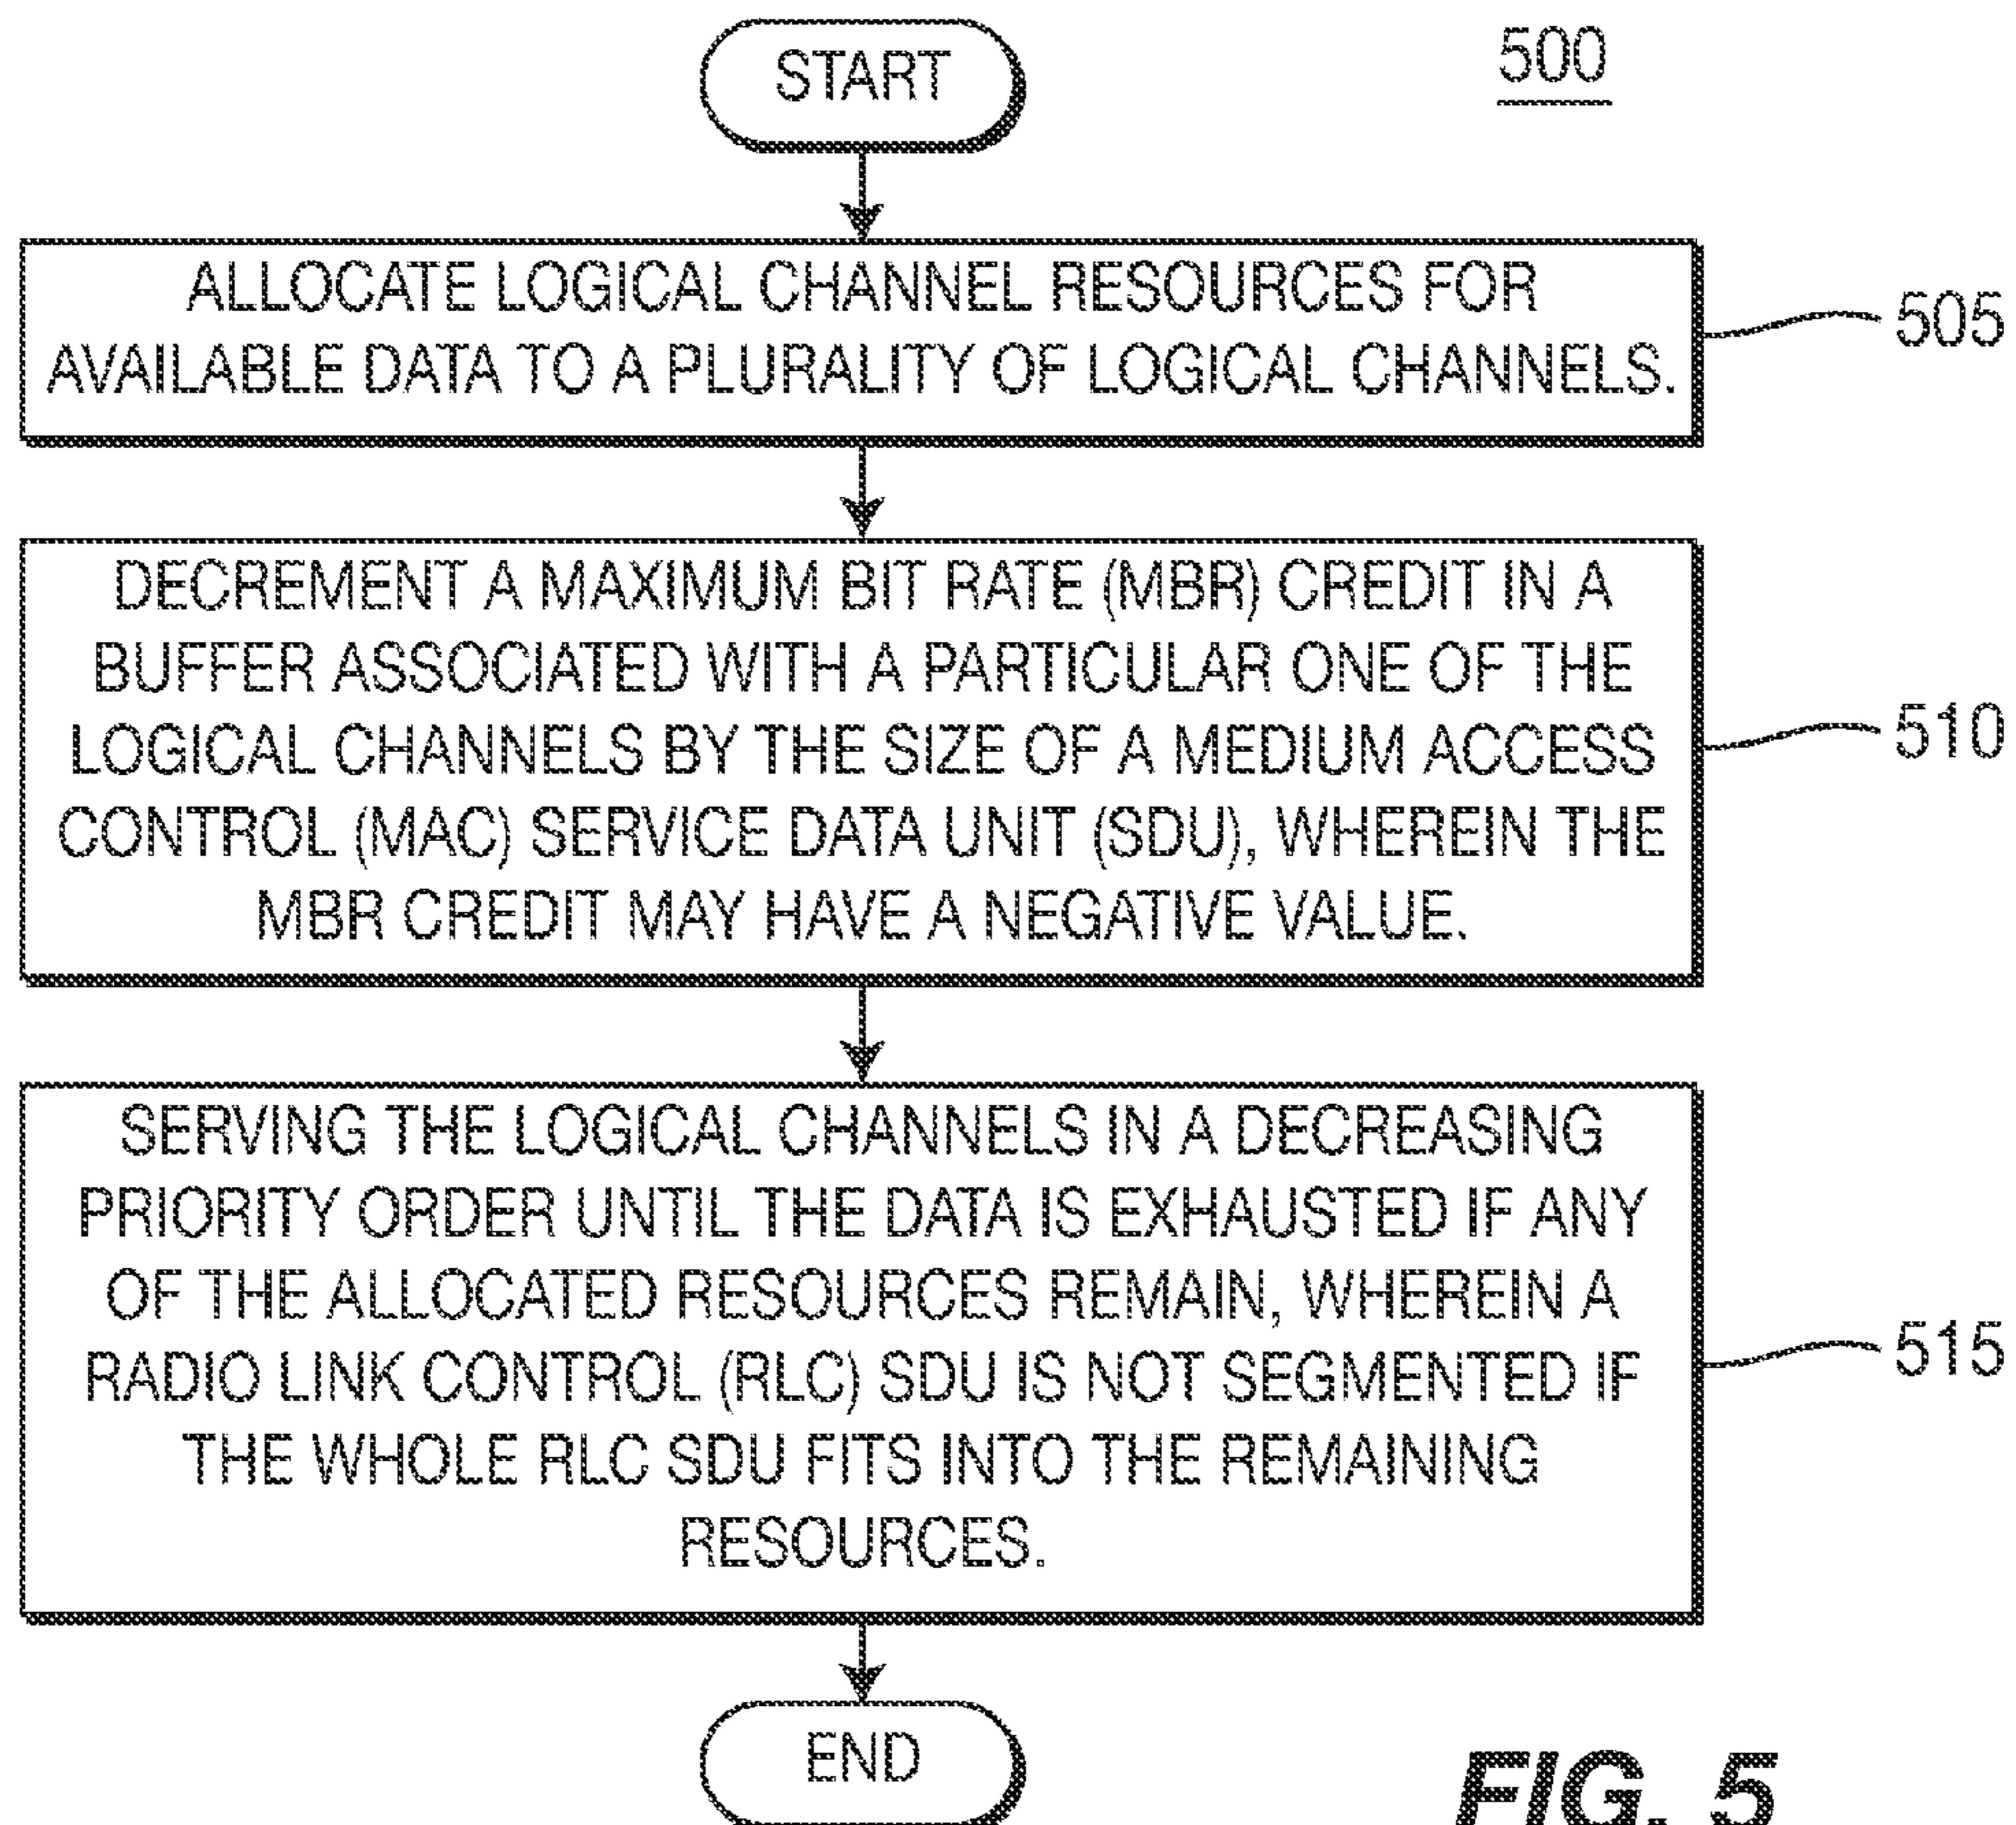 START
500
ALLOCATE LOGICAL CHANNEL RESOURCES FOR
AVAILABLE DATA TO A PLURALITY OF LOGICAL CHANNELS.
505
DECREMENT A MAXIMUM BIT RATE (MBR) CREDIT IN A
BUFFER ASSOCIATED WITH A PARTICULAR ONE OF THE
LOGICAL CHANNELS BY THE SIZE OF A MEDIUM ACCESS
CONTROL (MAC) SERVICE DATA UNIT (SDU), WHEREIN THE
MBR CREDIT MAY HAVE A NEGATIVE VALUE.
510
SERVING THE LOGICAL CHANNELS IN A DECREASING
PRIORITY ORDER UNTIL THE DATA IS EXHAUSTED IF ANY
OF THE ALLOCATED RESOURCES REMAIN, WHEREIN A
RADIO LINK CONTROL (RLC) SDU IS NOT SEGMENTED IF
THE WHOLE RLC SDU FITS INTO THE REMAINING
RESOURCES.
515
END
FIG. 5